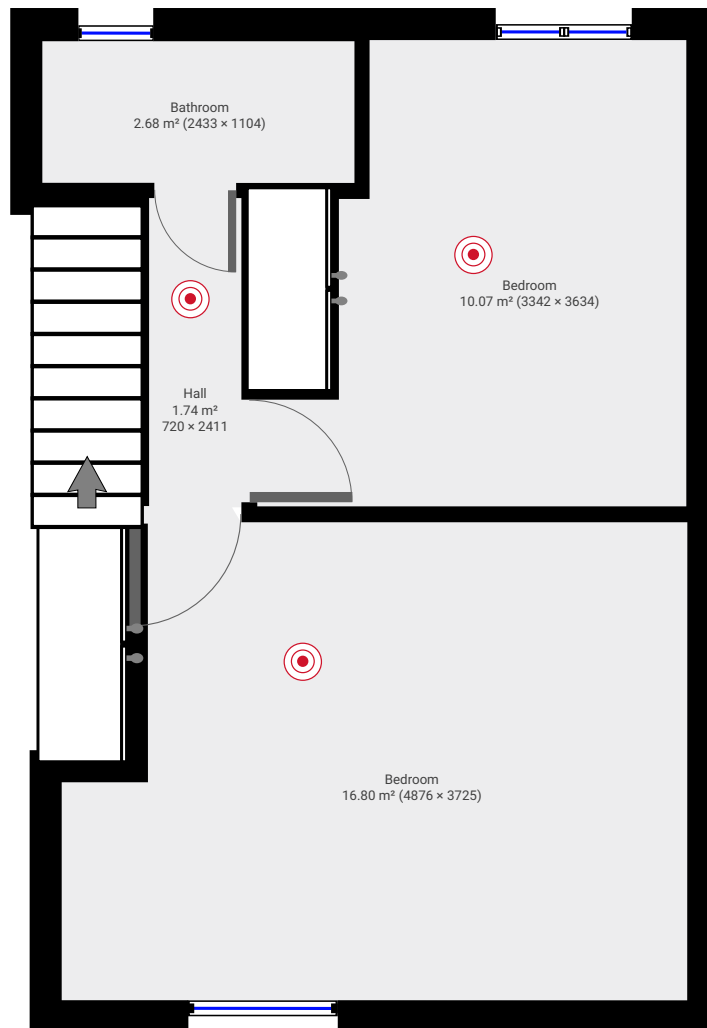 Bathroom
2.68 m² (2433 × 1104)
Bedroom
10.07 m² (3342 × 3634)
Hall
1.74 m²
720 × 2411
Bedroom
16.80 m² (4876 × 3725)